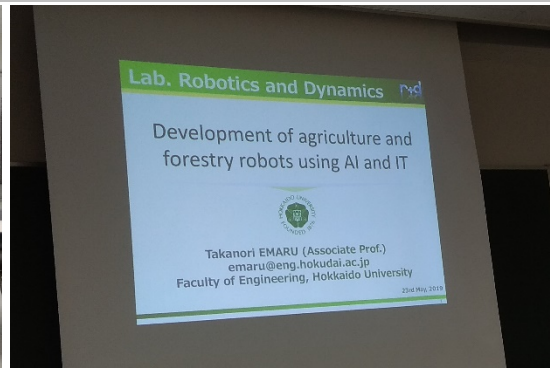 Lab. Robotics and Dynamics
Development of agriculture and
forestry robots using AI and IT
Takanori EMARU (Associate Prof.)
emaru@eng.hokudai.ac.jp
Faculty of Engineering, Hokkaido University
23rd May, 2019